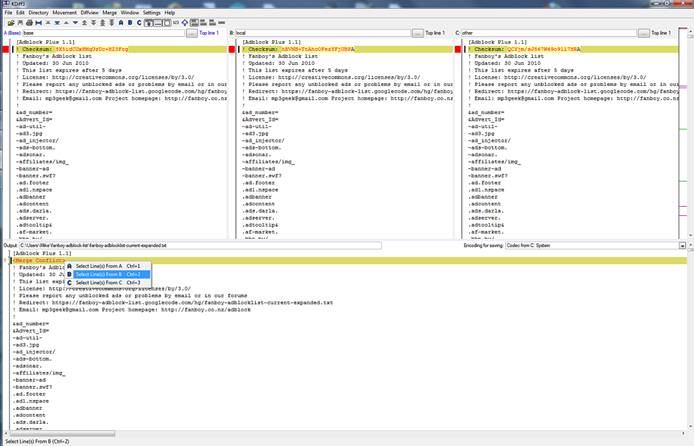 KDiff3
File Edit Directory Movement Diffview Merge Window Settings Help
A (Base): base ... Top line 1
B: local ... Top line 1
C: other ... Top line 1
[Adblock Plus 1.1]
! Checksum:
! Fanboy's Adblock list
! Updated: 30 Jun 2010
! This list expires after 5 days
! License: http://creativecommons.org/licenses/by/3.0/
! Please report any unblocked ads or problems by email or in our
! Redirect: https://fanboy-adblock-list.googlecode.com/hg/fanboy-
! Email: mp3geek@gmail.com Project homepage: http://fanboy.co.nz
!
&ad_number=
&Advert_Id=
-ad-util-
-ad3.jpg
-ad_injector/
-ads-bottom.
-adsonar.
-affiliates/img_
-banner-ad
-banner.swf?
.ad.footer
.ad1.nspace
.adbanner
.adcontent
.ads.darla.
.adserver.
.adtooltip&
.af-market.
[Adblock Plus 1.1]
! Checksum:
! Fanboy's Adblock list
! Updated: 30 Jun 2010
! This list expires after 5 days
! License: http://creativecommons.org/licenses/by/3.0/
! Please report any unblocked ads or problems by email or in our
! Redirect: https://fanboy-adblock-list.googlecode.com/hg/fanboy-
! Email: mp3geek@gmail.com Project homepage: http://fanboy.co.nz
!
&ad_number=
&Advert_Id=
-ad-util-
-ad3.jpg
-ad_injector/
-ads-bottom.
-adsonar.
-affiliates/img_
-banner-ad
-banner.swf?
.ad.footer
.ad1.nspace
.adbanner
.adcontent
.ads.darla.
.adserver.
.adtooltip&
.af-market.
[Adblock Plus 1.1]
! Checksum:
! Fanboy's Adblock list
! Updated: 30 Jun 2010
! This list expires after 5 days
! License: http://creativecommons.org/licenses/by/3.0/
! Please report any unblocked ads or problems by email or in our
! Redirect: https://fanboy-adblock-list.googlecode.com/hg/fanboy-
! Email: mp3geek@gmail.com Project homepage: http://fanboy.co.nz
!
&ad_number=
&Advert_Id=
-ad-util-
-ad3.jpg
-ad_injector/
-ads-bottom.
-adsonar.
-affiliates/img_
-banner-ad
-banner.swf?
.ad.footer
.ad1.nspace
.adbanner
.adcontent
.ads.darla.
.adserver.
.adtooltip&
.af-market.
Output: C:\Users\Mike\fanboy-adblock-list\fanboy-adblocklist-current-expanded.txt
Encoding for saving: Codec from C: System
[Adblock Plus 1.1]
<Merge Conflict>
! Fanboy's Adbl
! Updated: 30 Ju
! This list expi
! License: http://creativecommons.org/licenses/by/3.0/
! Please report any unblocked ads or problems by email or in our forums
! Redirect: https://fanboy-adblock-list.googlecode.com/hg/fanboy-adblocklist-current-expanded.txt
! Email: mp3geek@gmail.com Project homepage: http://fanboy.co.nz/adblock
!
&ad_number=
&Advert_Id=
-ad-util-
-ad3.jpg
-ad_injector/
-ads-bottom.
-adsonar.
-affiliates/img_
-banner-ad
-banner.swf?
.ad.footer
.ad1.nspace
.adbanner
.adcontent
.ads.darla.
.adserver.
A Select Line(s) From A Ctrl+1
B Select Line(s) From B Ctrl+2
C Select Line(s) From C Ctrl+3
Select Line(s) From B (Ctrl+2)